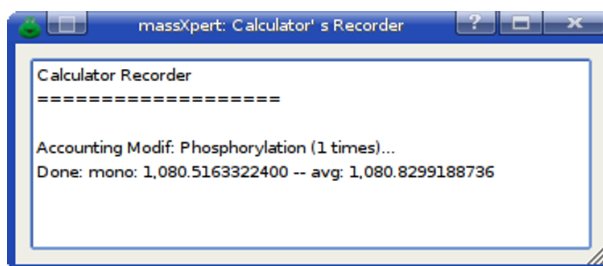 massXpert: Calculator' s Recorder
Calculator Recorder
===================
Accounting Modif: Phosphorylation (1 times)...
Done: mono: 1,080.5163322400 -- avg: 1,080.8299188736